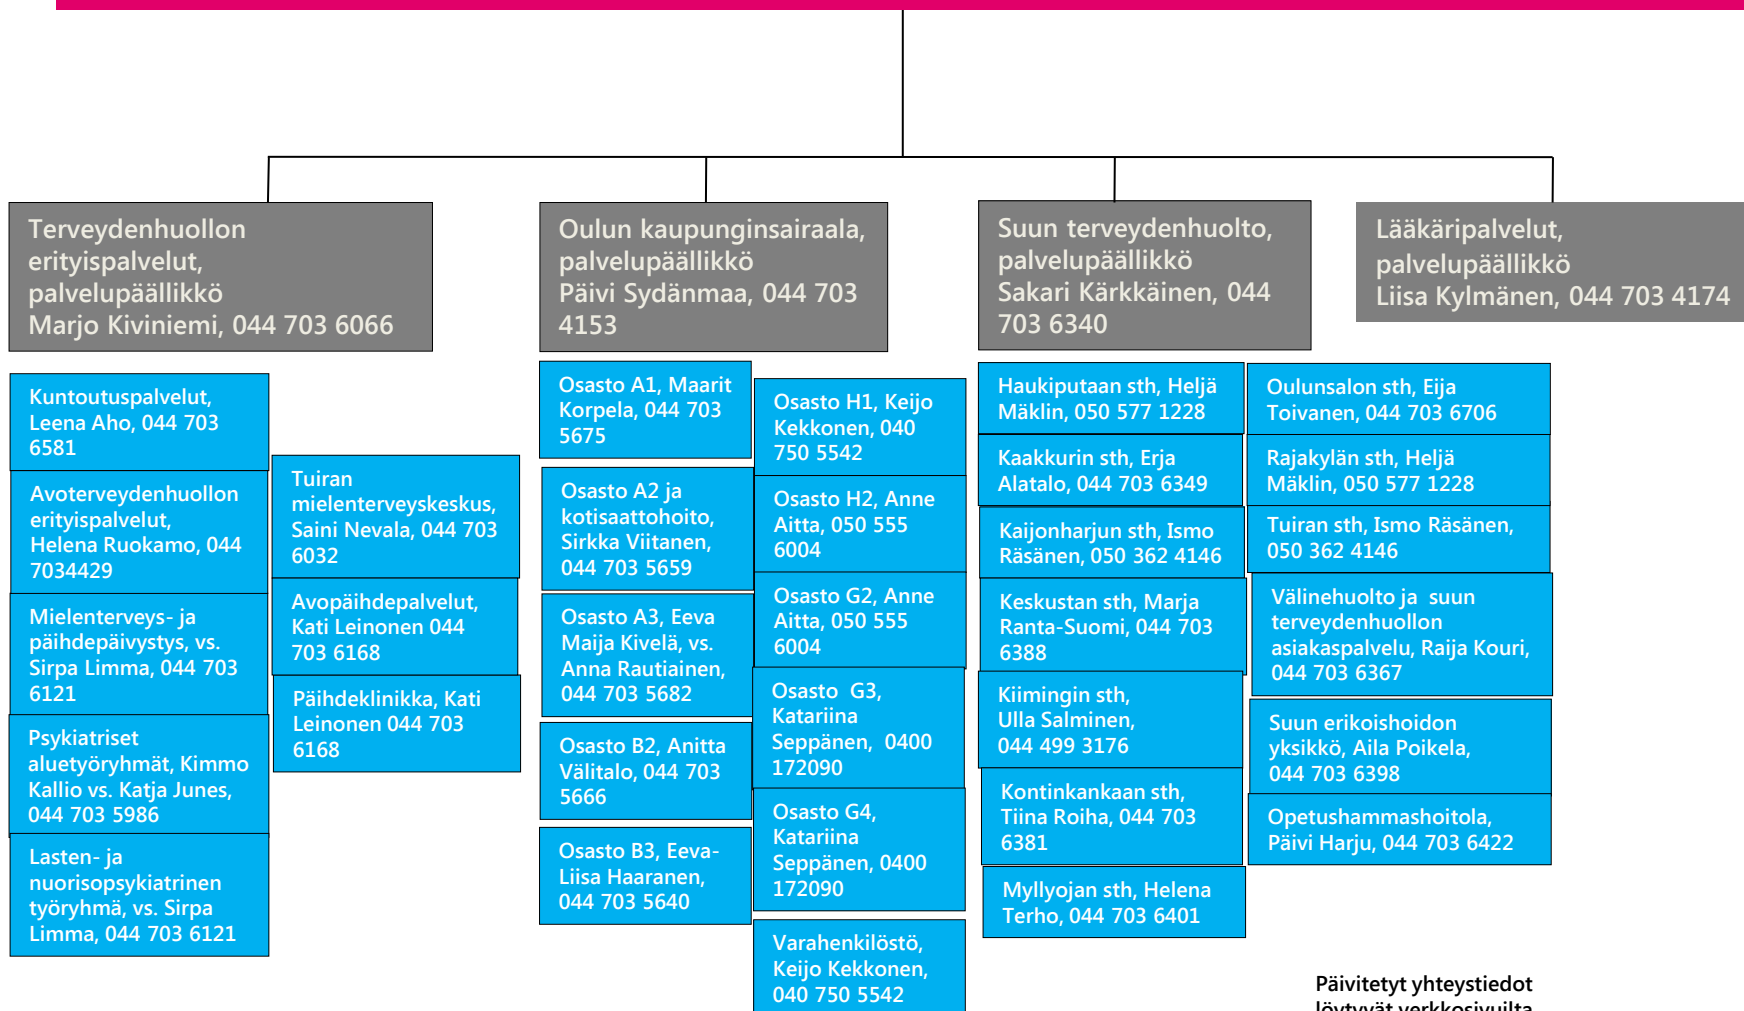 Terveydenhuollon
erityispalvelut,
palvelupäällikkö
Marjo Kiviniemi, 044 703 6066
Oulun kaupunginsairaala,
palvelupäällikkö
Päivi Sydänmaa, 044 703
4153
Suun terveydenhuolto,
palvelupäällikkö
Sakari Kärkkäinen, 044
703 6340
Lääkäripalvelut,
palvelupäällikkö
Liisa Kylmänen, 044 703 4174
Kuntoutuspalvelut,
Leena Aho, 044 703
6581
Avoterveydenhuollon
erityispalvelut,
Helena Ruokamo, 044
7034429
Mielenterveys- ja
päihdepäivystys, vs.
Sirpa Limma, 044 703
6121
Psykiatriset
aluetyöryhmät, Kimmo
Kallio vs. Katja Junes,
044 703 5986
Lasten- ja
nuorisopsykiatrinen
työryhmä, vs. Sirpa
Limma, 044 703 6121
Tuiran
mielenterveyskeskus,
Saini Nevala, 044 703
6032
Avopäihdepalvelut,
Kati Leinonen 044
703 6168
Päihdeklinikka, Kati
Leinonen 044 703
6168
Osasto A1, Maarit
Korpela, 044 703
5675
Osasto A2 ja
kotisaattohoito,
Sirkka Viitanen,
044 703 5659
Osasto A3, Eeva
Maija Kivelä, vs.
Anna Rautiainen,
044 703 5682
Osasto B2, Anitta
Välitalo, 044 703
5666
Osasto B3, Eeva-
Liisa Haaranen,
044 703 5640
Osasto H1, Keijo
Kekkonen, 040
750 5542
Osasto H2, Anne
Aitta, 050 555
6004
Osasto G2, Anne
Aitta, 050 555
6004
Osasto G3,
Katariina
Seppänen, 0400
172090
Osasto G4,
Katariina
Seppänen, 0400
172090
Varahenkilöstö,
Keijo Kekkonen,
040 750 5542
Haukiputaan sth, Heljä
Mäklin, 050 577 1228
Kaakkurin sth, Erja
Alatalo, 044 703 6349
Kaijonharjun sth, Ismo
Räsänen, 050 362 4146
Keskustan sth, Marja
Ranta-Suomi, 044 703
6388
Kiimingin sth,
Ulla Salminen,
044 499 3176
Kontinkankaan sth,
Tiina Roiha, 044 703
6381
Myllyojan sth, Helena
Terho, 044 703 6401
Oulunsalon sth, Eija
Toivanen, 044 703 6706
Rajakylän sth, Heljä
Mäklin, 050 577 1228
Tuiran sth, Ismo Räsänen,
050 362 4146
Välinehuolto ja suun
terveydenhuollon
asiakaspalvelu, Raija Kouri,
044 703 6367
Suun erikoishoidon
yksikkö, Aila Poikela,
044 703 6398
Opetushammashoitola,
Päivi Harju, 044 703 6422
Päivitetyt yhteystiedot
löytyvät verkkosivuilta